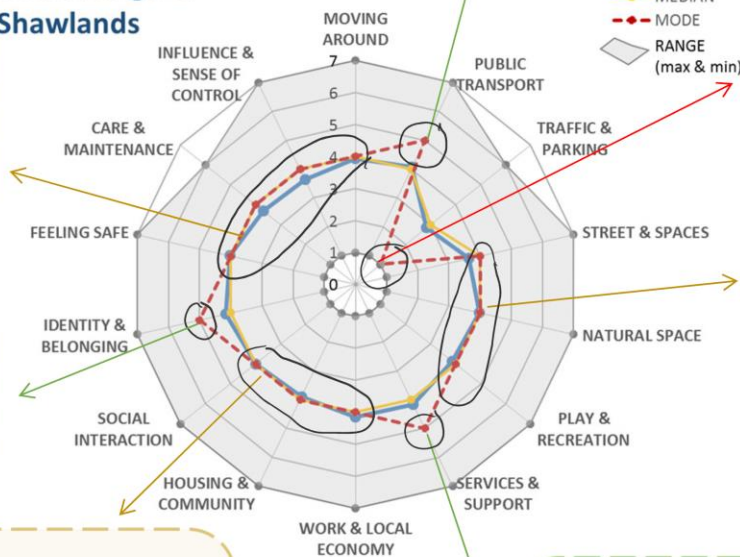 Shawlands
MEDIAN
MODE
RANGE
(max & min)
MOVING
AROUND
PUBLIC
TRANSPORT
TRAFFIC &
PARKING
STREET & SPACES
NATURAL SPACE
PLAY &
RECREATION
SERVICES &
SUPPORT
WORK & LOCAL
ECONOMY
HOUSING &
COMMUNITY
SOCIAL
INTERACTION
IDENTITY &
BELONGING
FEELING SAFE
CARE &
MAINTENANCE
INFLUENCE &
SENSE OF
CONTROL
7
6
5
4
3
2
1
0